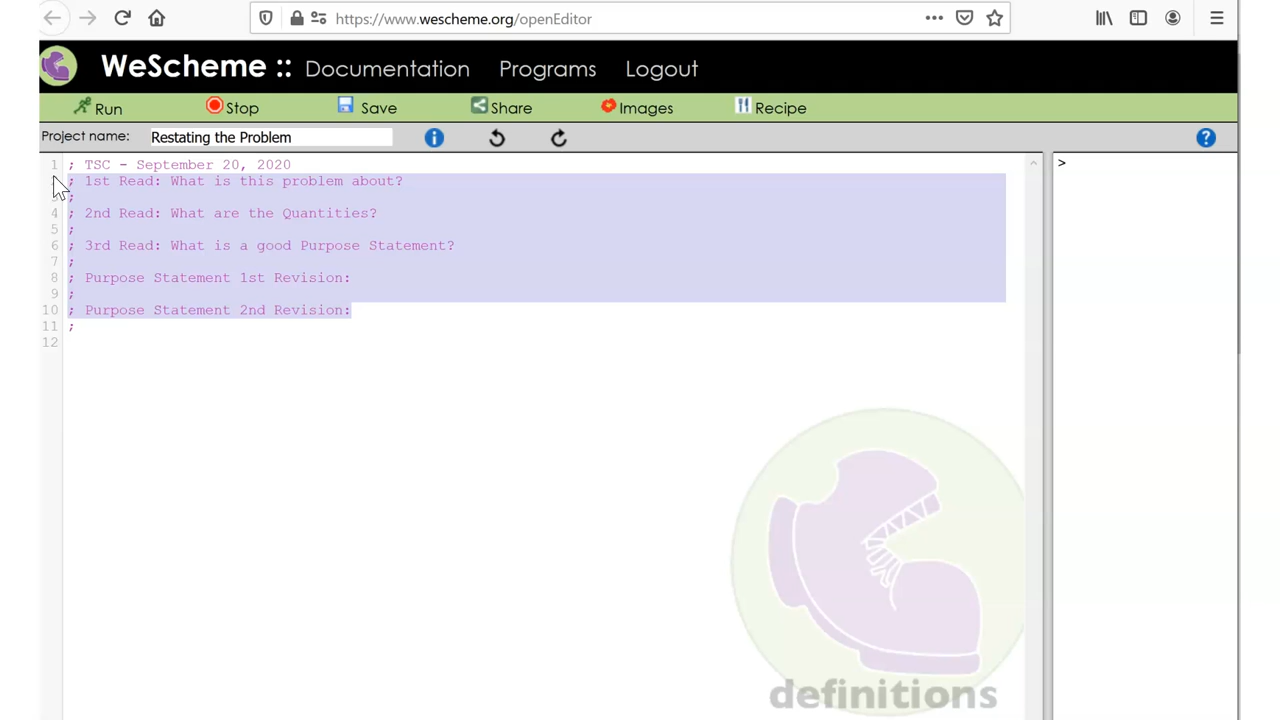 https://www.wescheme.org/openEditor
WeScheme :: Documentation Programs Logout
Run Stop Save Share Images Recipe
Project name: Restating the Problem
1 ; TSC - September 20, 2020
; 1st Read: What is this problem about?
3 ;
4 ; 2nd Read: What are the Quantities?
5 ;
6 ; 3rd Read: What is a good Purpose Statement?
7 ;
8 ; Purpose Statement 1st Revision:
9 ;
10 ; Purpose Statement 2nd Revision:
11 ;
12
>
definitions